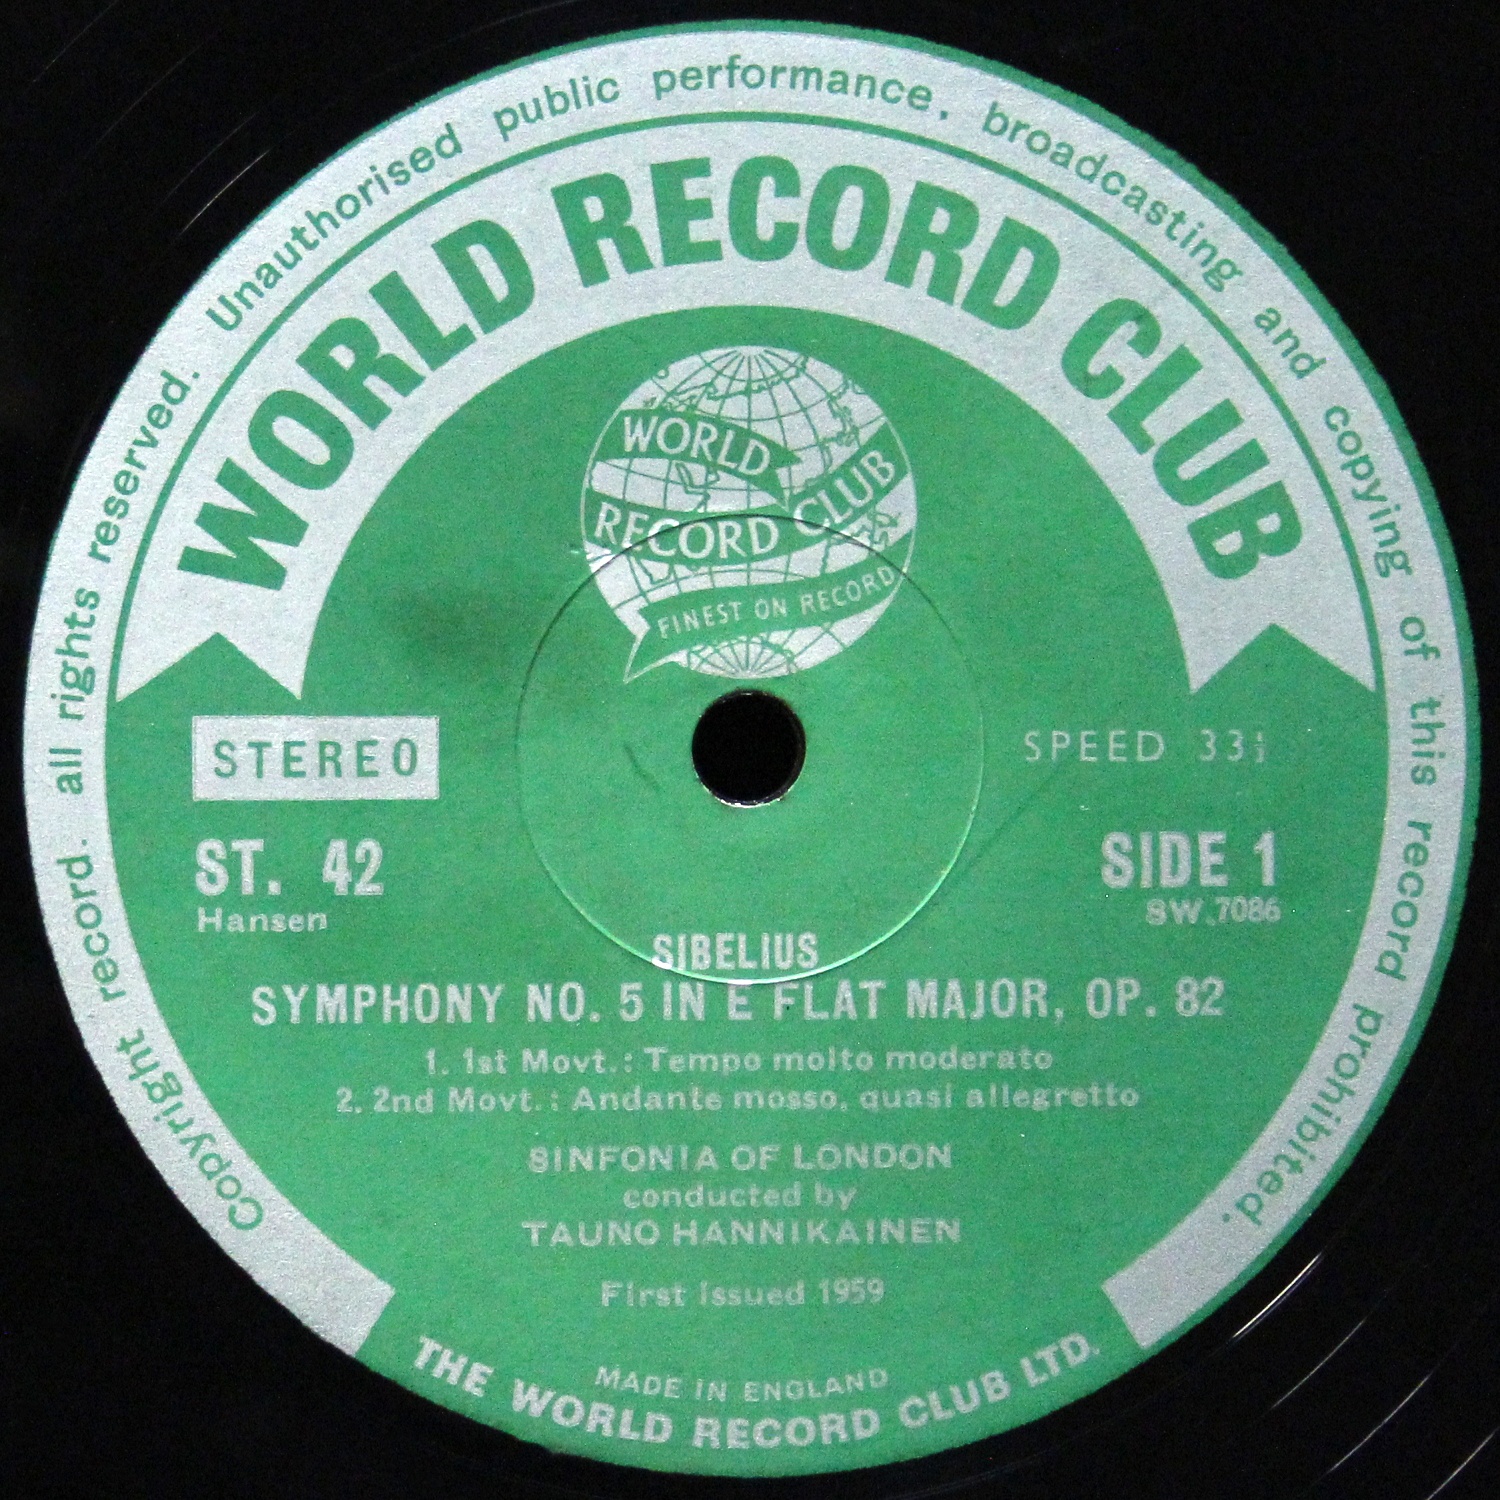 Copyright record. all rights reserved. Unauthorised public performance, broadcasting and copying of this record prohibited.
WORLD RECORD CLUB
WORLD
RECORD CLUB
FINEST ON RECORD
STEREO
SPEED 33⅓
ST. 42
SIDE 1
Hansen
SW.7086
SIBELIUS
SYMPHONY NO. 5 IN E FLAT MAJOR, OP. 82
1. 1st Movt.: Tempo molto moderato
2. 2nd Movt.: Andante mosso, quasi allegretto
SINFONIA OF LONDON
conducted by
TAUNO HANNIKAINEN
First Issued 1959
MADE IN ENGLAND
THE WORLD RECORD CLUB LTD.